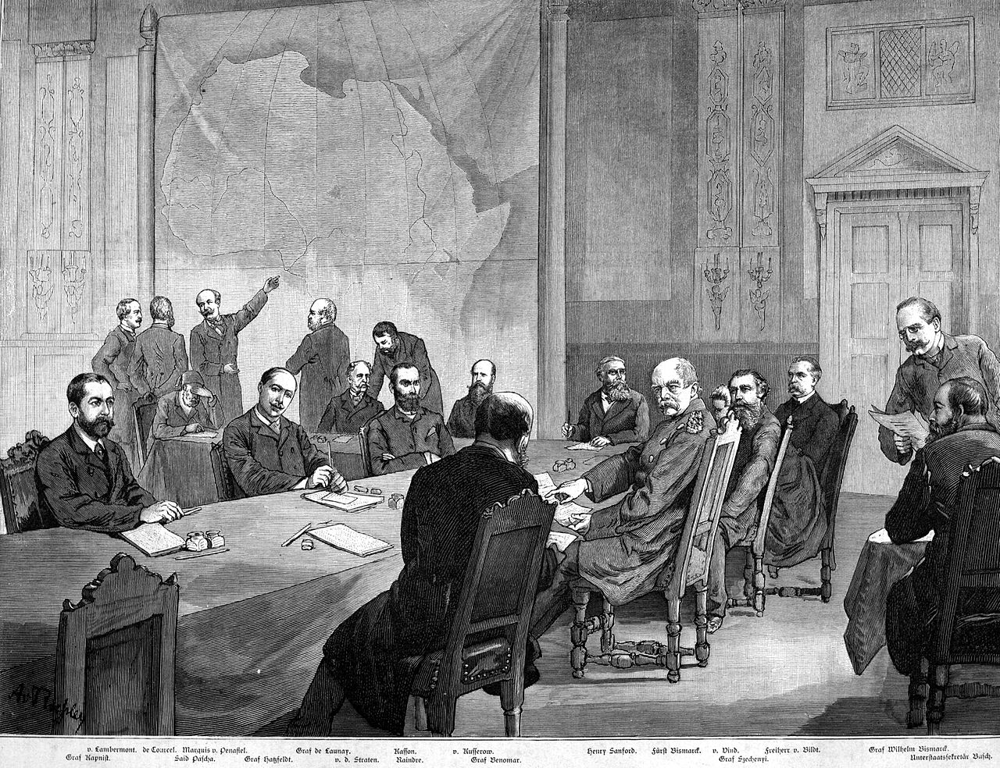 v. Lambermont. de Courcel. Marquis v. Penafiel. Graf de Launay. Kasson. v. Kusserow. Henry Sanford. Fürst Bismarck. v. Vind. Freiherr v. Bildt. Graf Wilhelm Bismarck.
Graf Kapnist. Said Pascha. Graf Hatzfeldt. v. d. Straten. Raindre. Graf Benomar. Graf Szechenyi. Unterstaatssekretär Busch.